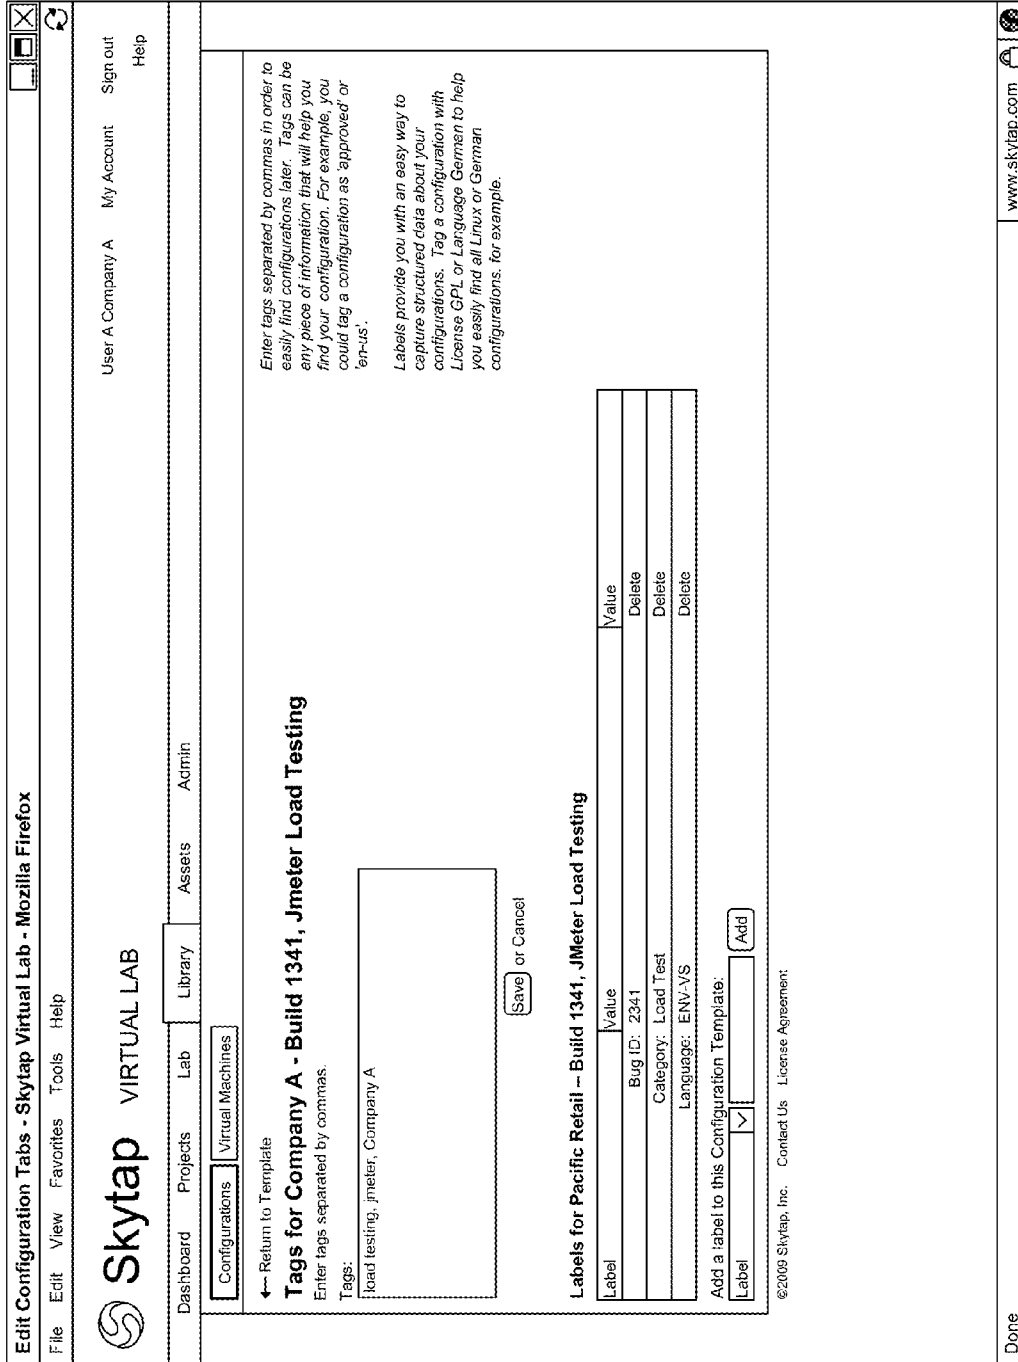 Edit Configuration Tabs - Skytap Virtual Lab - Mozilla Firefox
File Edit View Favorites Tools Help
Skytap VIRTUAL LAB
User A Company A My Account Sign out
Help
Dashboard Projects Lab Library Assets Admin
Configurations Virtual Machines
← Return to Template
Tags for Company A - Build 1341, Jmeter Load Testing
Enter tags separated by commas.
Tags:
load testing, jmeter, Company A
Save or Cancel
Enter tags separated by commas in order to
easily find configurations later. Tags can be
any piece of information that will help you
find your configuration. For example, you
could tag a configuration as 'approved' or
'en-us'.
Labels provide you with an easy way to
capture structured data about your
configurations. Tag a configuration with
License GPL or Language German to help
you easily find all Linux or German
configurations. for example.
Labels for Pacific Retail – Build 1341, JMeter Load Testing
Label Value Value
Bug ID: 2341 Delete
Category: Load Test Delete
Language: ENV-VS Delete
Add a label to this Configuration Template:
Label Add
©2009 Skytap, Inc. Contact Us License Agreement
Done www.skytap.com